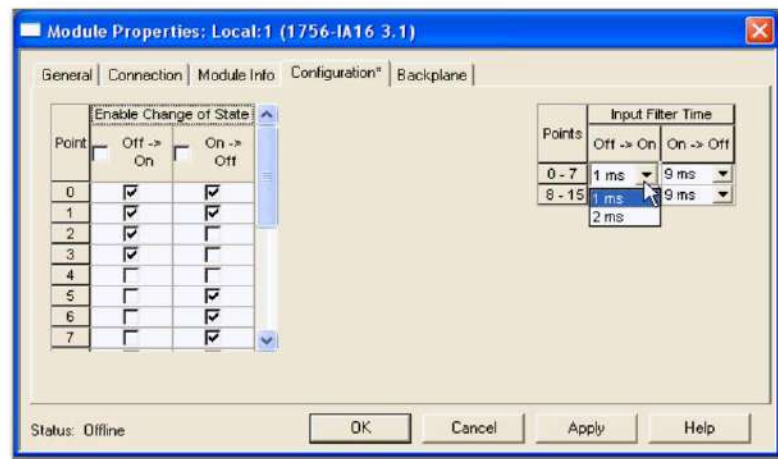 Module Properties: Local:1 (1756-IA16 3.1)
General Connection Module Info Configuration* Backplane
Enable Change of State
Point Off -> On On -> Off
0
1
2
3
4
5
6
7
Input Filter Time
Points Off -> On On -> Off
0 - 7 1 ms 9 ms
8 - 15 1 ms 9 ms
2 ms
Status: Offline OK Cancel Apply Help